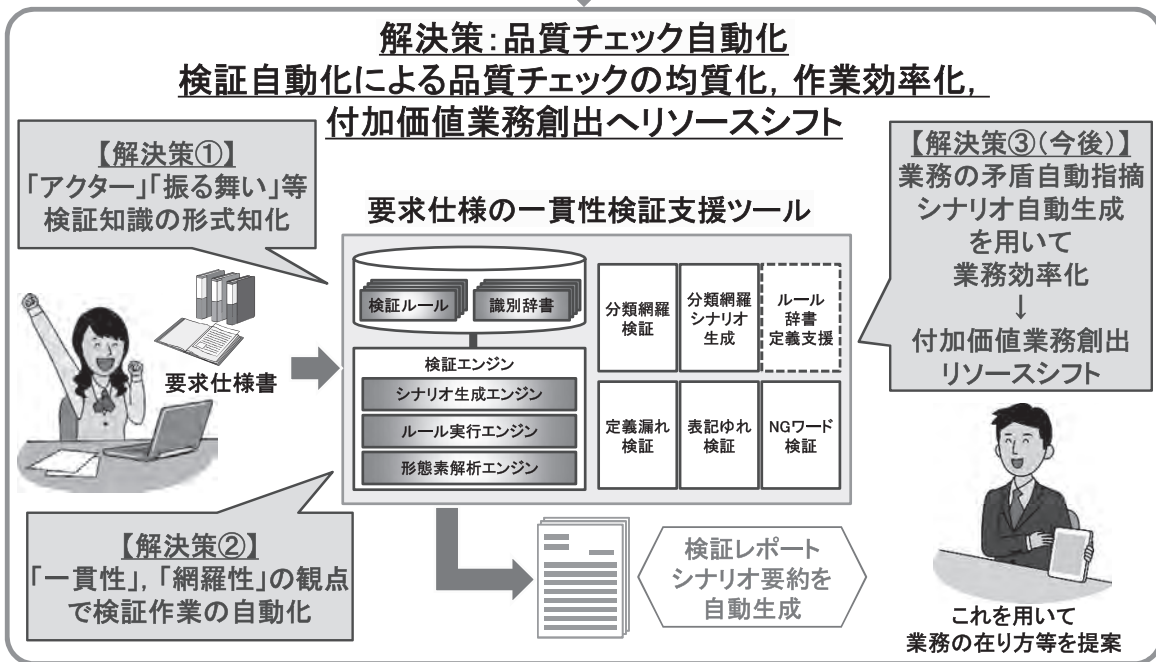 解決策:品質チェック自動化
検証自動化による品質チェックの均質化，作業効率化，
付加価値業務創出へリソースシフト
【解決策①】
「アクター」「振る舞い」等
検証知識の形式知化
要求仕様書
【解決策②】
「一貫性」，「網羅性」の観点
で検証作業の自動化
要求仕様の一貫性検証支援ツール
検証ルール
識別辞書
検証エンジン
シナリオ生成エンジン
ルール実行エンジン
形態素解析エンジン
分類網羅
検証
分類網羅
シナリオ
生成
ルール
辞書
定義支援
定義漏れ
検証
表記ゆれ
検証
NGワード
検証
検証レポート
シナリオ要約を
自動生成
【解決策③(今後)】
業務の矛盾自動指摘
シナリオ自動生成
を用いて
業務効率化
↓
付加価値業務創出
リソースシフト
これを用いて
業務の在り方等を提案